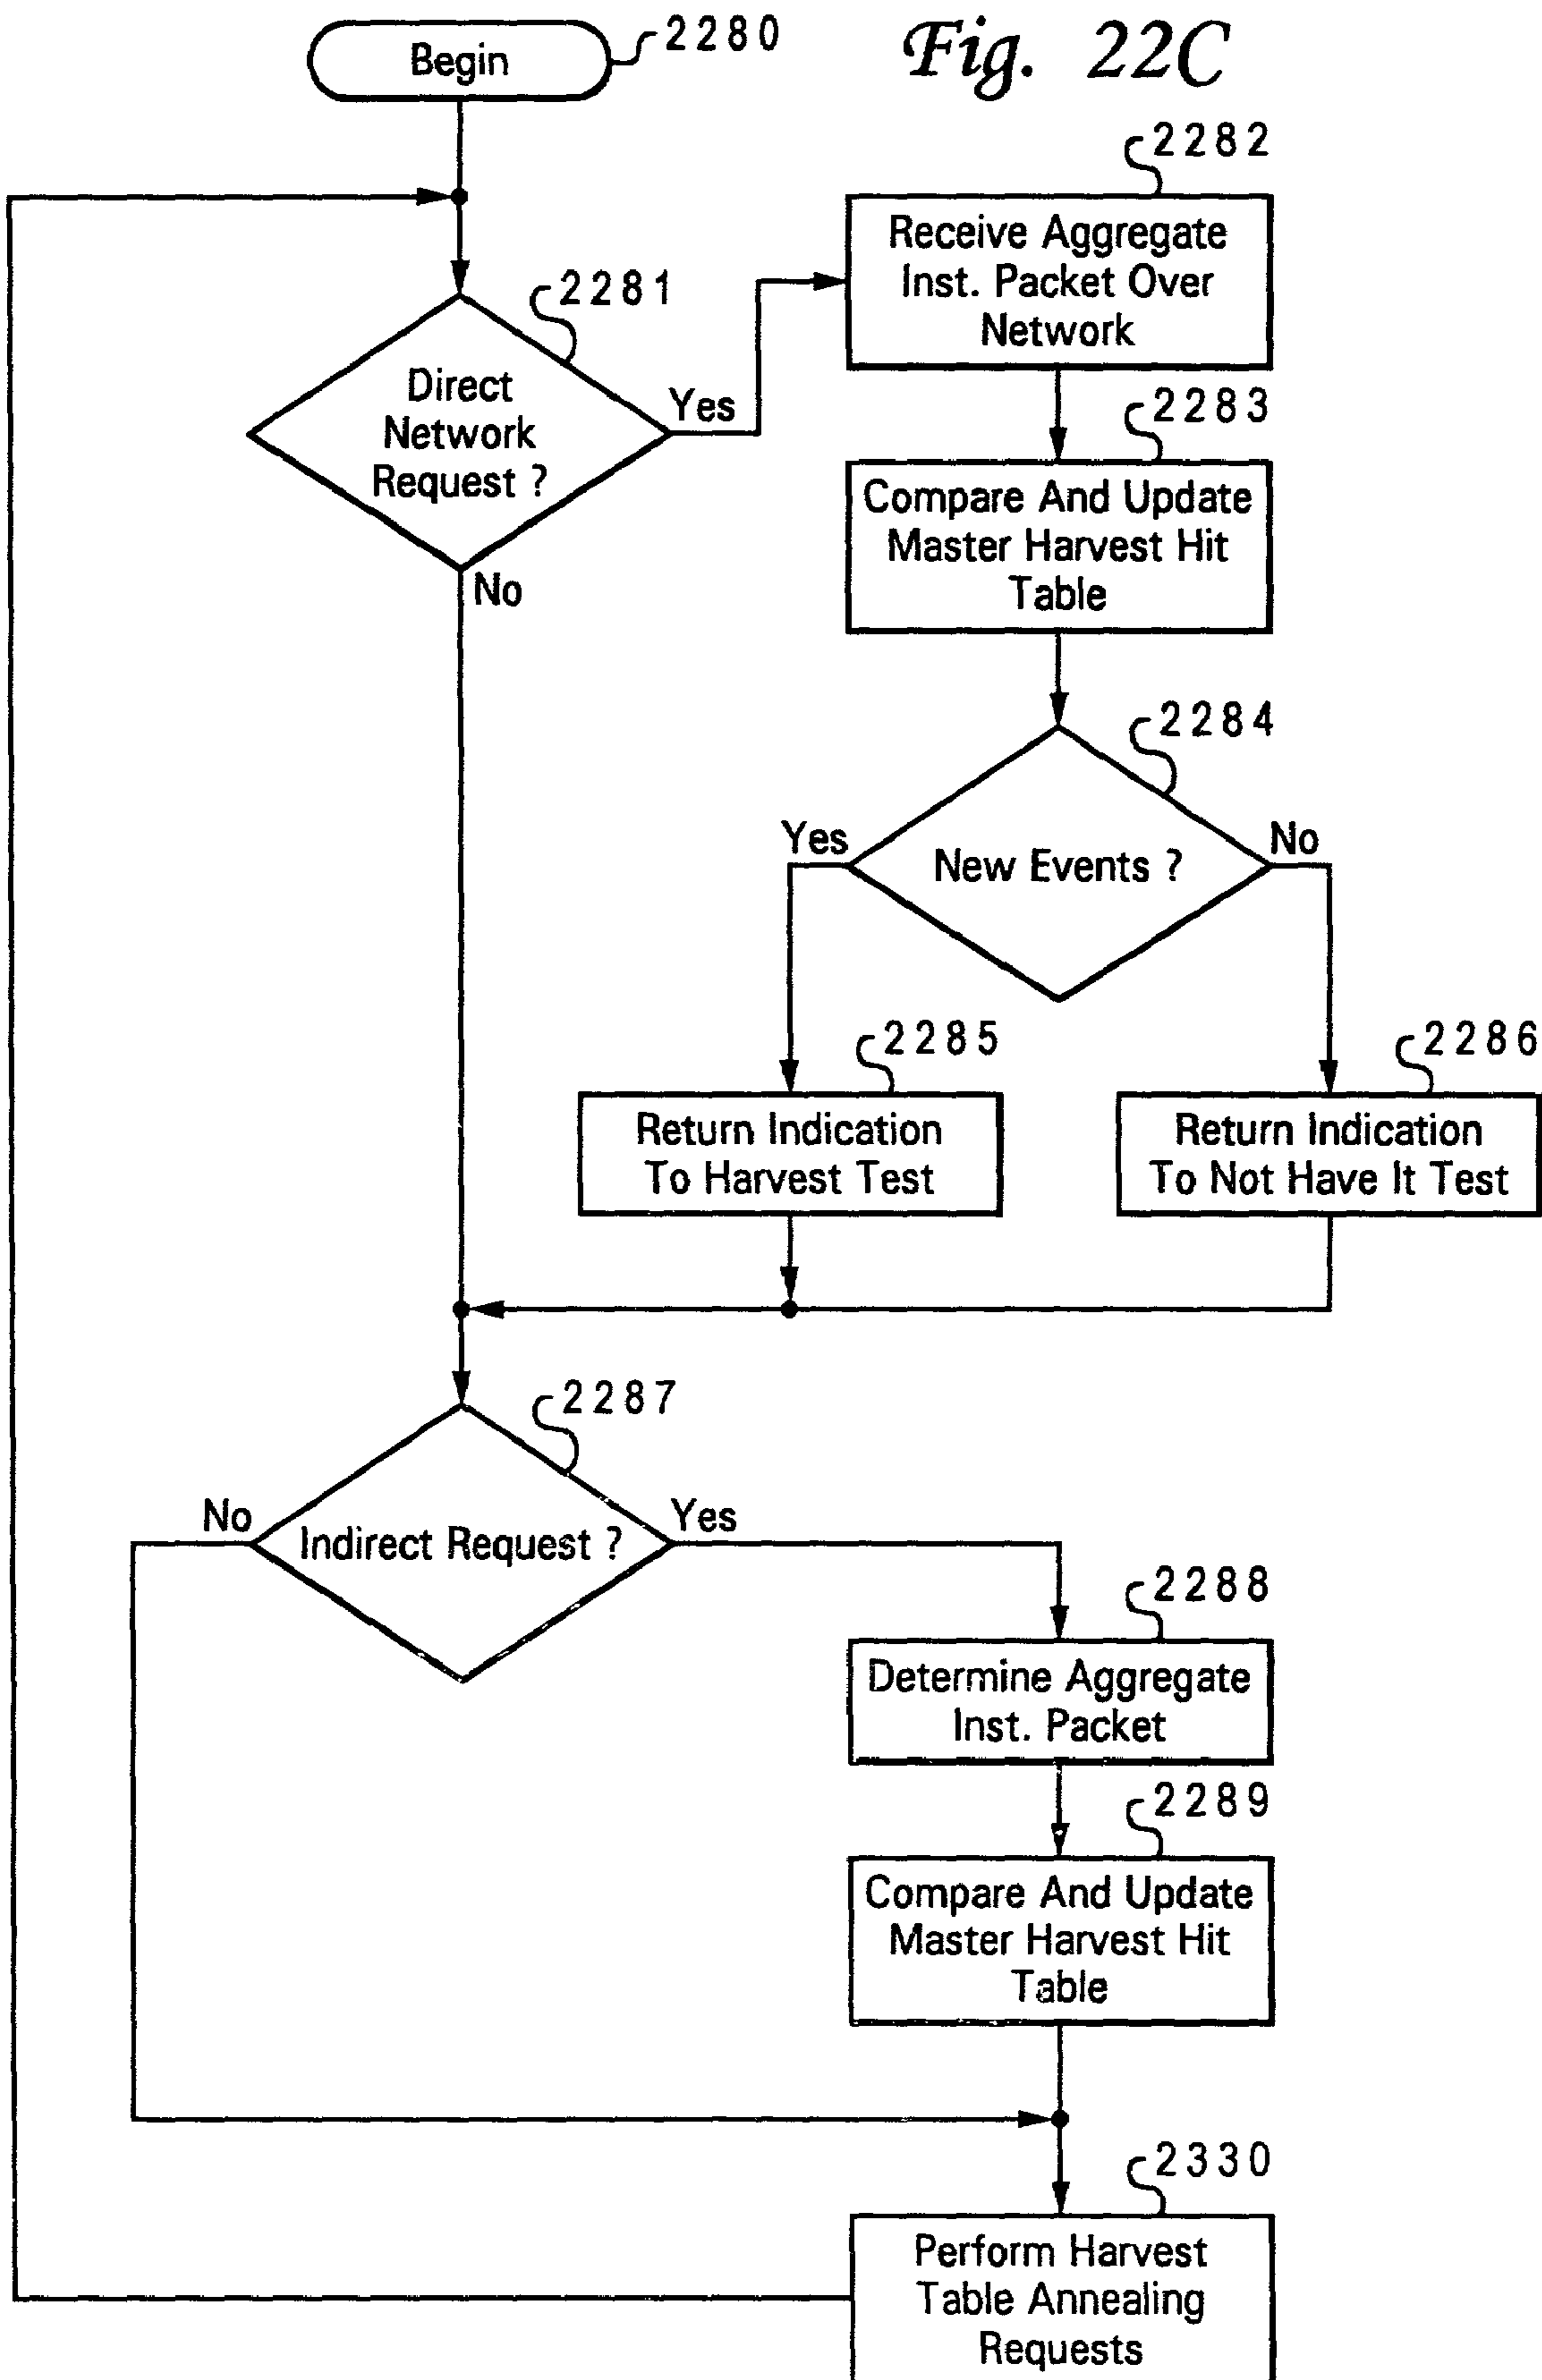 Fig. 22C
Begin
2280
2281
Direct
Network
Request ?
Yes
No
2282
Receive Aggregate
Inst. Packet Over
Network
2283
Compare And Update
Master Harvest Hit
Table
2284
New Events ?
Yes
No
2285
Return Indication
To Harvest Test
2286
Return Indication
To Not Have It Test
2287
Indirect Request ?
No
Yes
2288
Determine Aggregate
Inst. Packet
2289
Compare And Update
Master Harvest Hit
Table
2330
Perform Harvest
Table Annealing
Requests